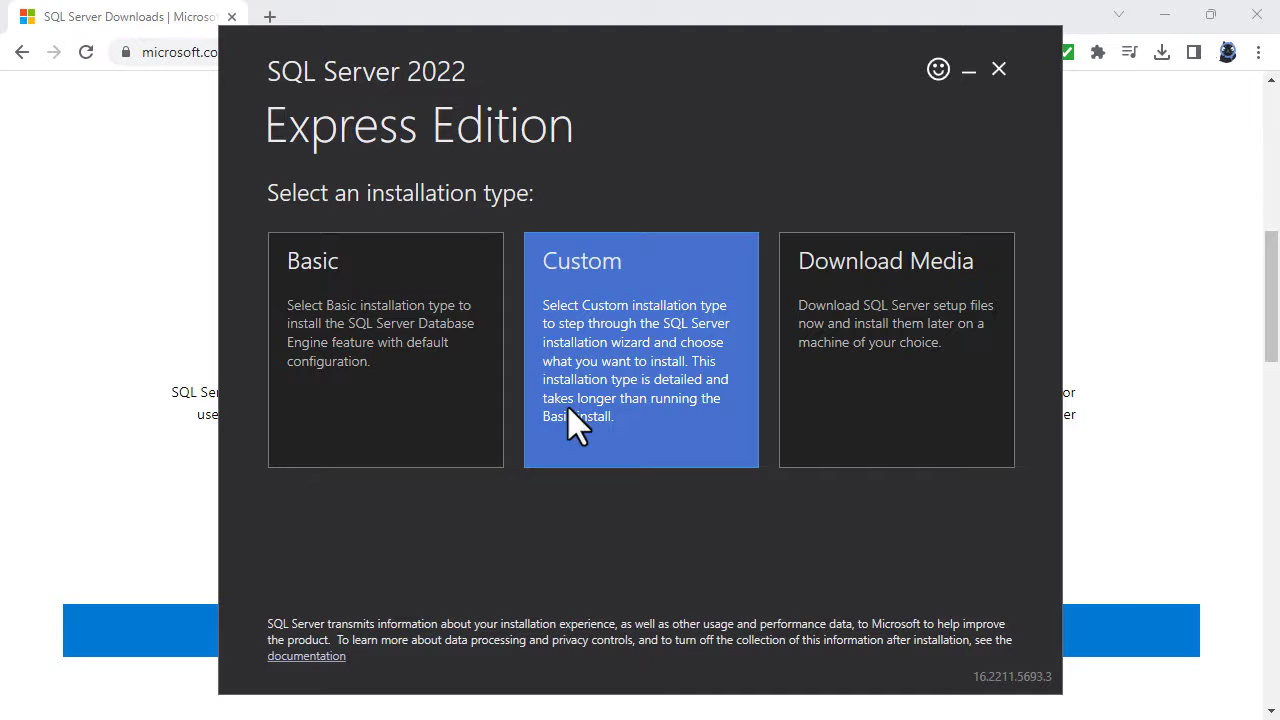 SQL Server Downloads | Microsof
microsoft.co
SQL Server 2022
Express Edition
Select an installation type:
Basic
Select Basic installation type to
install the SQL Server Database
Engine feature with default
configuration.
Custom
Select Custom installation type
to step through the SQL Server
installation wizard and choose
what you want to install. This
installation type is detailed and
takes longer than running the
Basic install.
Download Media
Download SQL Server setup files
now and install them later on a
machine of your choice.
SQL Ser
or
use
er
SQL Server transmits information about your installation experience, as well as other usage and performance data, to Microsoft to help improve
the product. To learn more about data processing and privacy controls, and to turn off the collection of this information after installation, see the
documentation
16.2211.5693.3